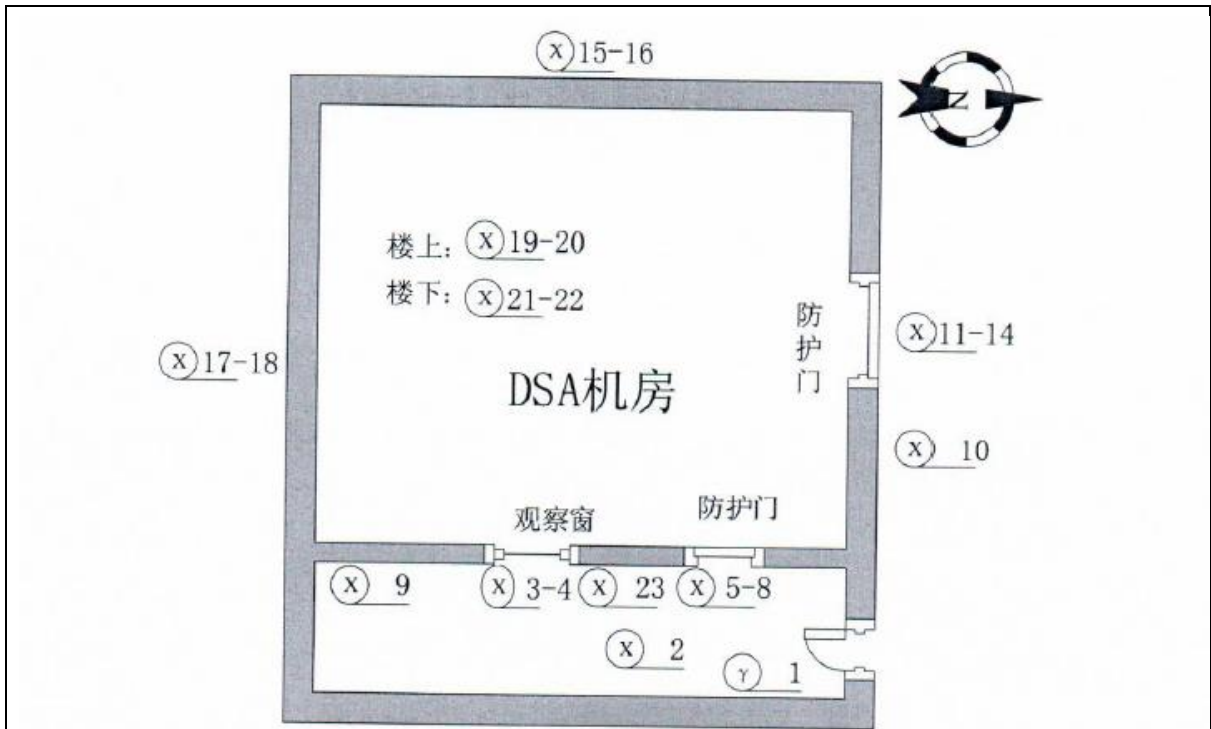 X 15-16
N
楼上: X 19-20
楼下: X 21-22
防护门
X 11-14
X 17-18
DSA机房
X 10
观察窗
防护门
X 9
X 3-4
X 23
X 5-8
X 2
γ 1